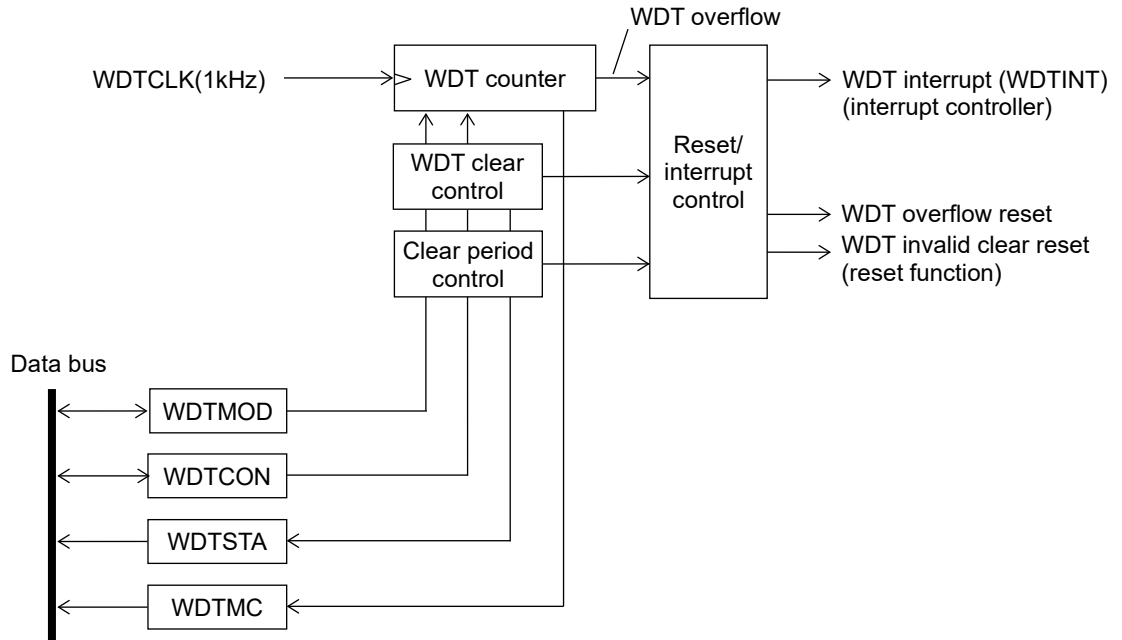 WDT overflow
WDTCLK(1kHz)
WDT counter
WDT interrupt (WDTINT)
(interrupt controller)
Reset/
interrupt
control
WDT clear
control
WDT overflow reset
WDT invalid clear reset
(reset function)
Clear period
control
Data bus
WDTMOD
WDTCON
WDTSTA
WDTMC